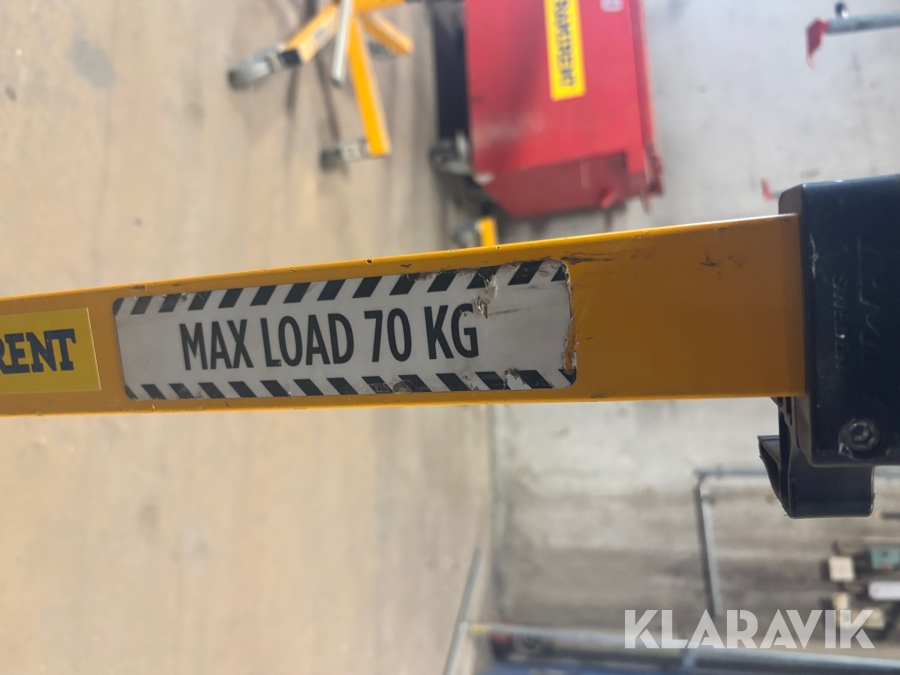 RENT
MAX LOAD 70 KG
KLARAVIK